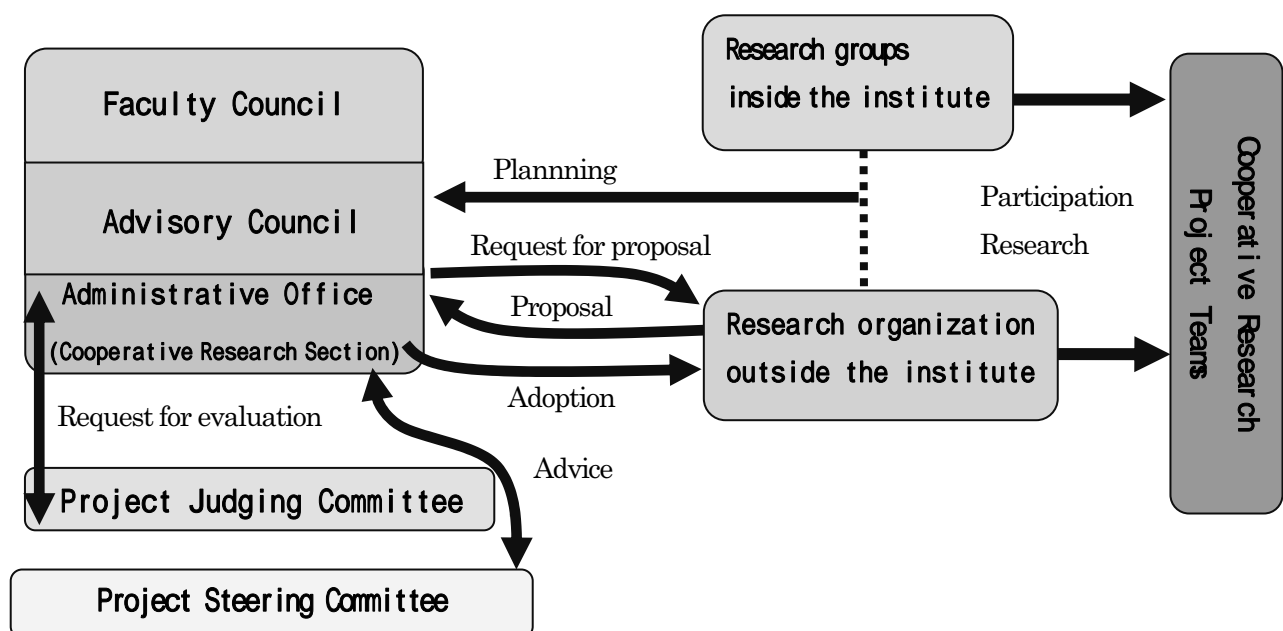 Faculty Council
Advisory Council
Administrative Office
(Cooperative Research Section)
Request for evaluation
Project Judging Committee
Project Steering Committee
Plannning
Request for proposal
Proposal
Adoption
Advice
Research groups
inside the institute
Research organization
outside the institute
Participation
Research
Cooperative Research
Project Teams